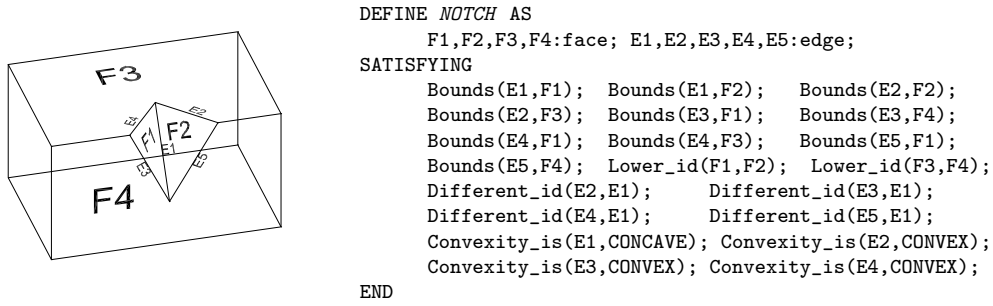 DEFINE NOTCH AS
F1,F2,F3,F4:face; E1,E2,E3,E4,E5:edge;
SATISFYING
Bounds(E1,F1); Bounds(E1,F2); Bounds(E2,F2);
Bounds(E2,F3); Bounds(E3,F1); Bounds(E3,F4);
Bounds(E4,F1); Bounds(E4,F3); Bounds(E5,F1);
Bounds(E5,F4); Lower_id(F1,F2); Lower_id(F3,F4);
Different_id(E2,E1); Different_id(E3,E1);
Different_id(E4,E1); Different_id(E5,E1);
Convexity_is(E1,CONCAVE); Convexity_is(E2,CONVEX);
Convexity_is(E3,CONVEX); Convexity_is(E4,CONVEX);
END
F3
E2
E4
F1
F2
E1
E5
E3
F4